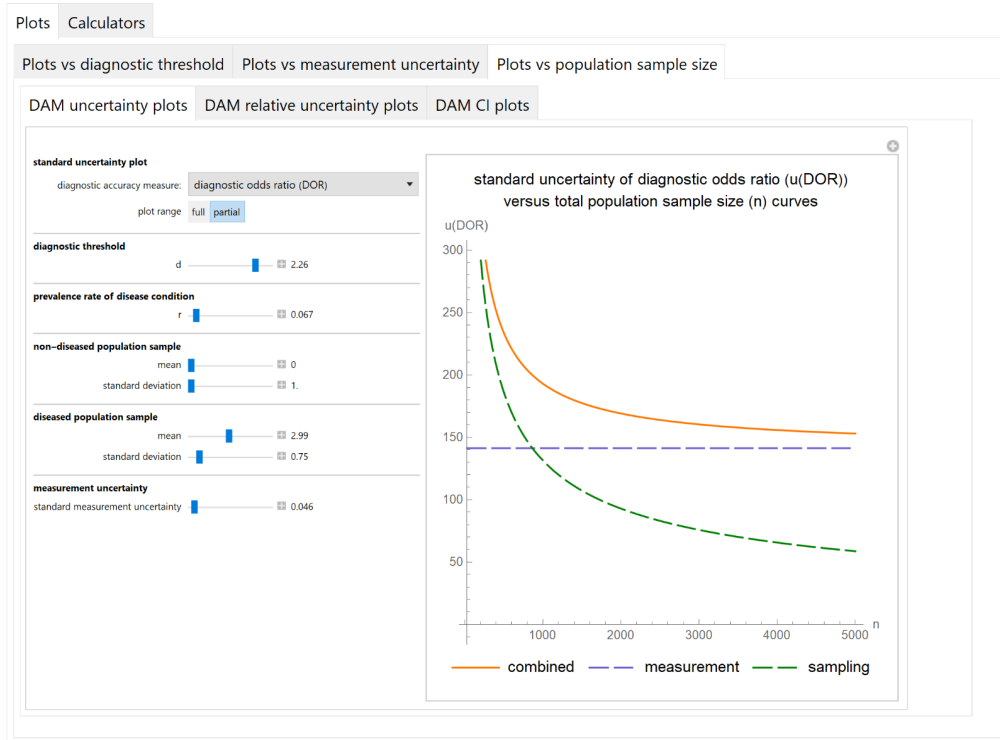 Plots Calculators
Plots vs diagnostic threshold Plots vs measurement uncertainty Plots vs population sample size
DAM uncertainty plots DAM relative uncertainty plots DAM CI plots
standard uncertainty plot
diagnostic accuracy measure: diagnostic odds ratio (DOR)
plot range full partial
diagnostic threshold
d 2.26
prevalence rate of disease condition
r 0.067
non-diseased population sample
mean 0
standard deviation 1.
diseased population sample
mean 2.99
standard deviation 0.75
measurement uncertainty
standard measurement uncertainty 0.046
standard uncertainty of diagnostic odds ratio (u(DOR))
versus total population sample size (n) curves
u(DOR)
300
250
200
150
100
50
1000 2000 3000 4000 5000 n
combined measurement sampling